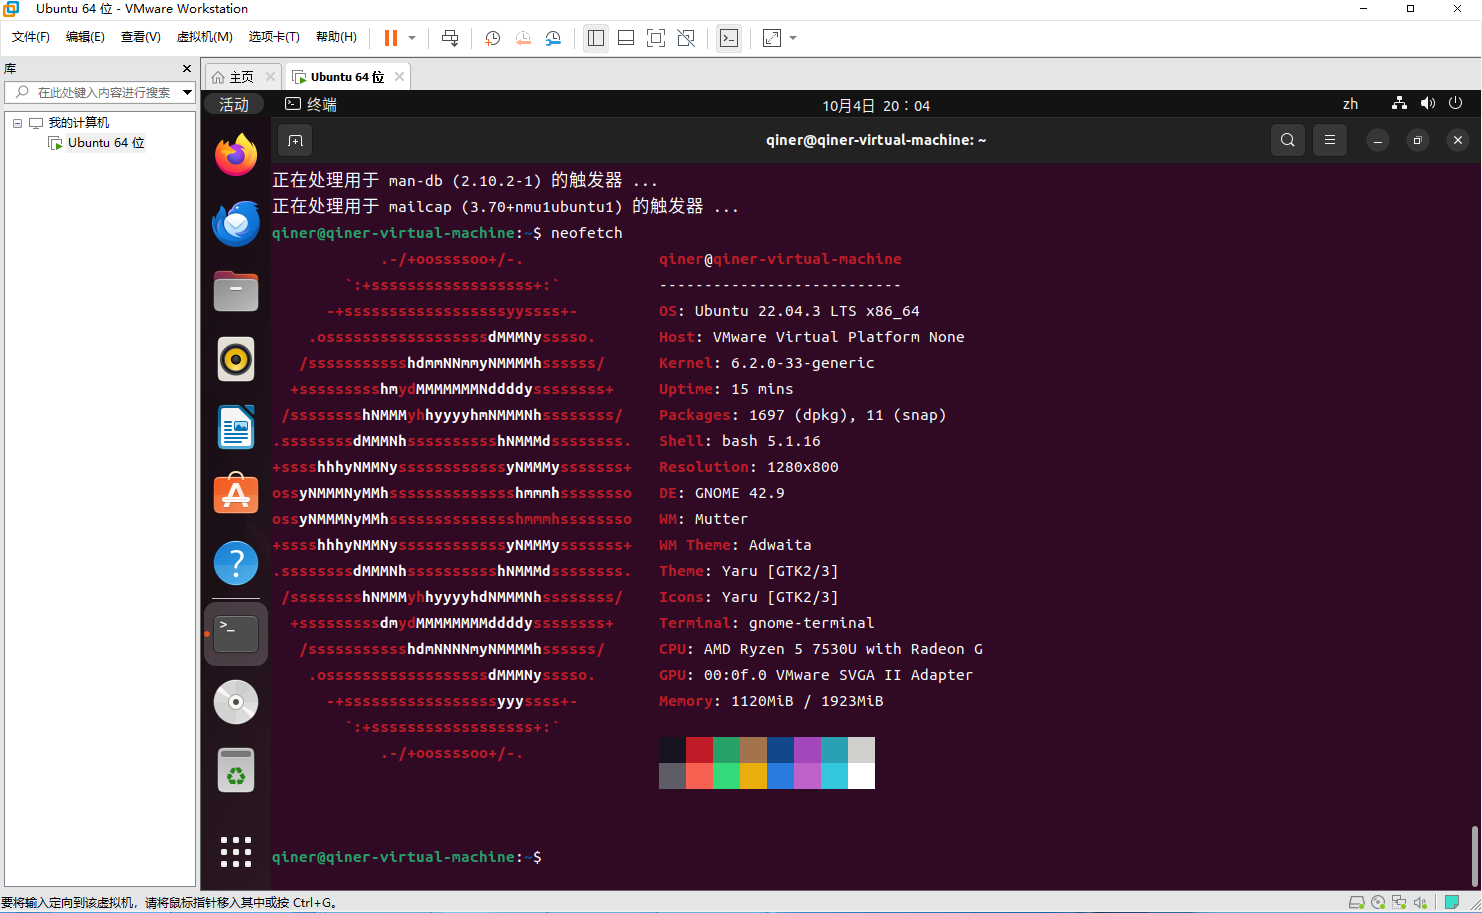 Ubuntu 64 位 - VMware Workstation
文件(F) 编辑(E) 查看(V) 虚拟机(M) 选项卡(T) 帮助(H)
库
在此处键入内容进行搜索
我的计算机
Ubuntu 64 位
主页 Ubuntu 64 位
活动 终端 10月4日 20：04 zh
qiner@qiner-virtual-machine: ~
正在处理用于 man-db (2.10.2-1) 的触发器 ...
正在处理用于 mailcap (3.70+nmu1ubuntu1) 的触发器 ...
qiner@qiner-virtual-machine:~$ neofetch
.-/+oossssoo+/-. qiner@qiner-virtual-machine
`:+ssssssssssssssssss+:` ---------------------------
-+ssssssssssssssssssyyssss+- OS: Ubuntu 22.04.3 LTS x86_64
.ossssssssssssssssssdMMMNysssso. Host: VMware Virtual Platform None
/ssssssssssshdmmNNmmyNMMMMhssssss/ Kernel: 6.2.0-33-generic
+ssssssssshmydMMMMMMMNddddyssssssss+ Uptime: 15 mins
/sssssssshNMMMyhhyyyyhmNMMMNhssssssss/ Packages: 1697 (dpkg), 11 (snap)
.ssssssssdMMMNhsssssssssshNMMMdssssssss. Shell: bash 5.1.16
+sssshhhyNMMNyssssssssssssyNMMMysssssss+ Resolution: 1280x800
ossyNMMMNyMMhsssssssssssssshmmmhssssssso DE: GNOME 42.9
ossyNMMMNyMMhsssssssssssssshmmmhssssssso WM: Mutter
+sssshhhyNMMNyssssssssssssyNMMMysssssss+ WM Theme: Adwaita
.ssssssssdMMMNhsssssssssshNMMMdssssssss. Theme: Yaru [GTK2/3]
/sssssssshNMMMyhhyyyyhdNMMMNhssssssss/ Icons: Yaru [GTK2/3]
+sssssssssdmydMMMMMMMMddddyssssssss+ Terminal: gnome-terminal
/ssssssssssshdmNNNNmyNMMMMhssssss/ CPU: AMD Ryzen 5 7530U with Radeon G
.ossssssssssssssssssdMMMNysssso. GPU: 00:0f.0 VMware SVGA II Adapter
-+sssssssssssssssssyyyssss+- Memory: 1120MiB / 1923MiB
`:+ssssssssssssssssss+:`
.-/+oossssoo+/-.
qiner@qiner-virtual-machine:~$
要将输入定向到该虚拟机，请将鼠标指针移入其中或按 Ctrl+G。